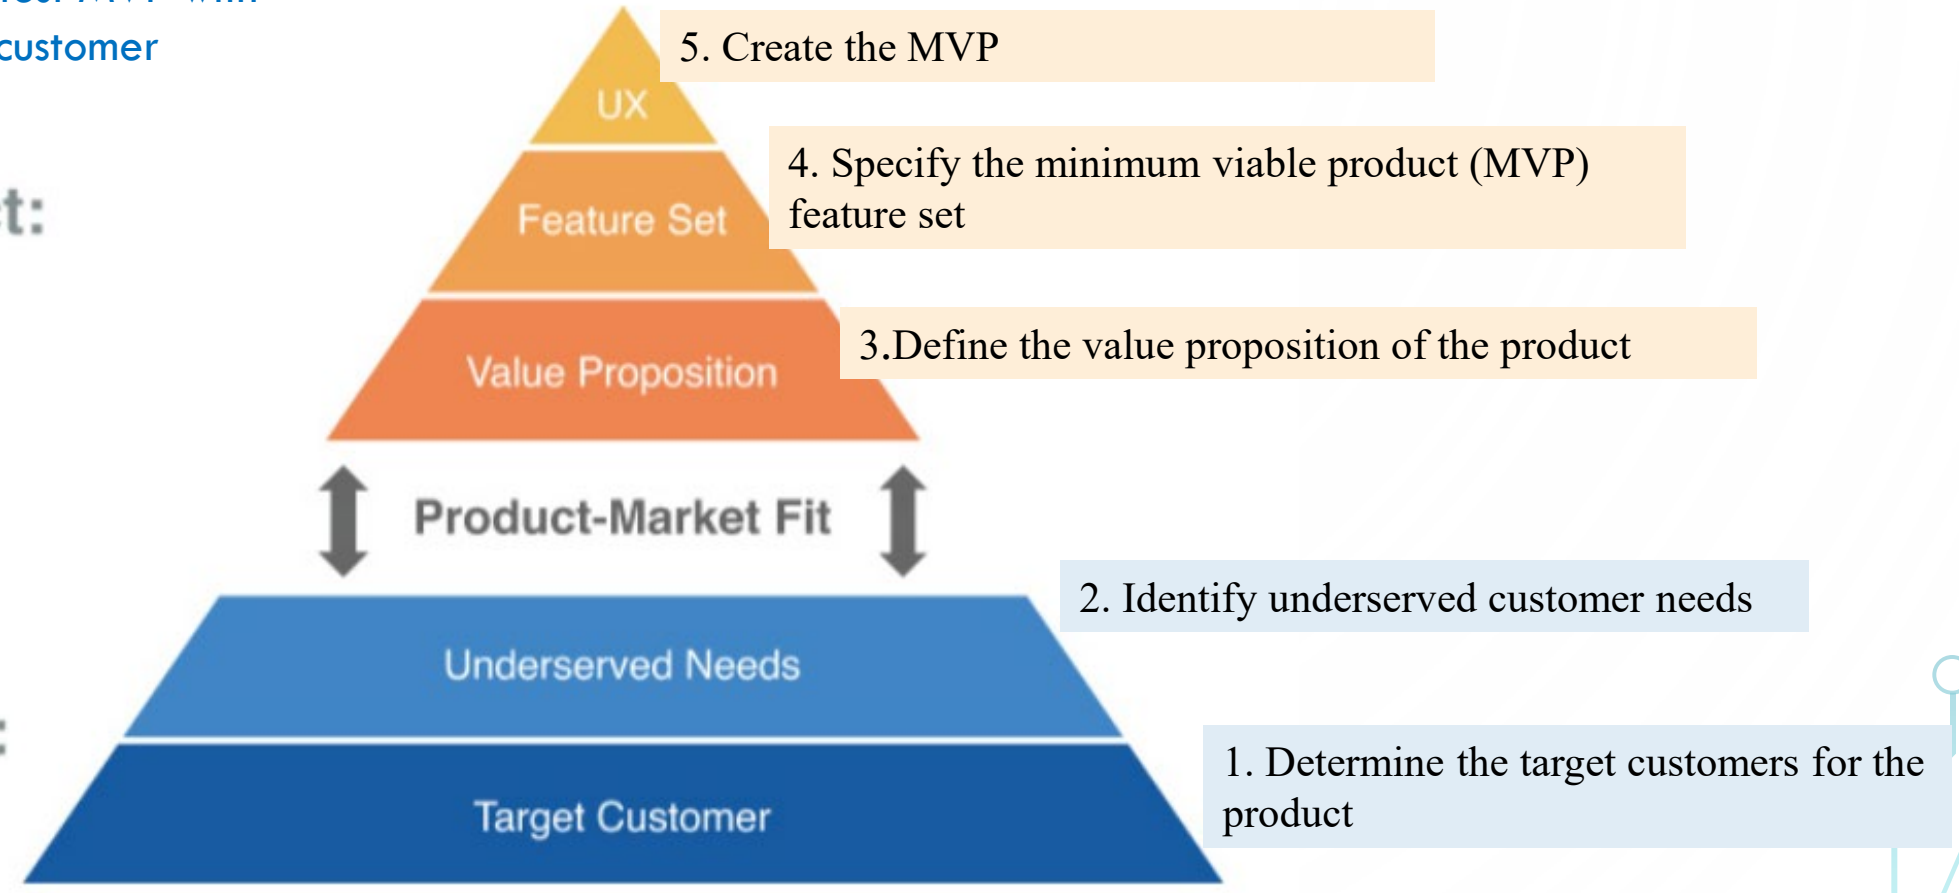 customer
5. Create the MVP
UX
4. Specify the minimum viable product (MVP)
feature set
Feature Set
3.Define the value proposition of the product
Value Proposition
Product-Market Fit
2. Identify underserved customer needs
Underserved Needs
1. Determine the target customers for the
product
Target Customer